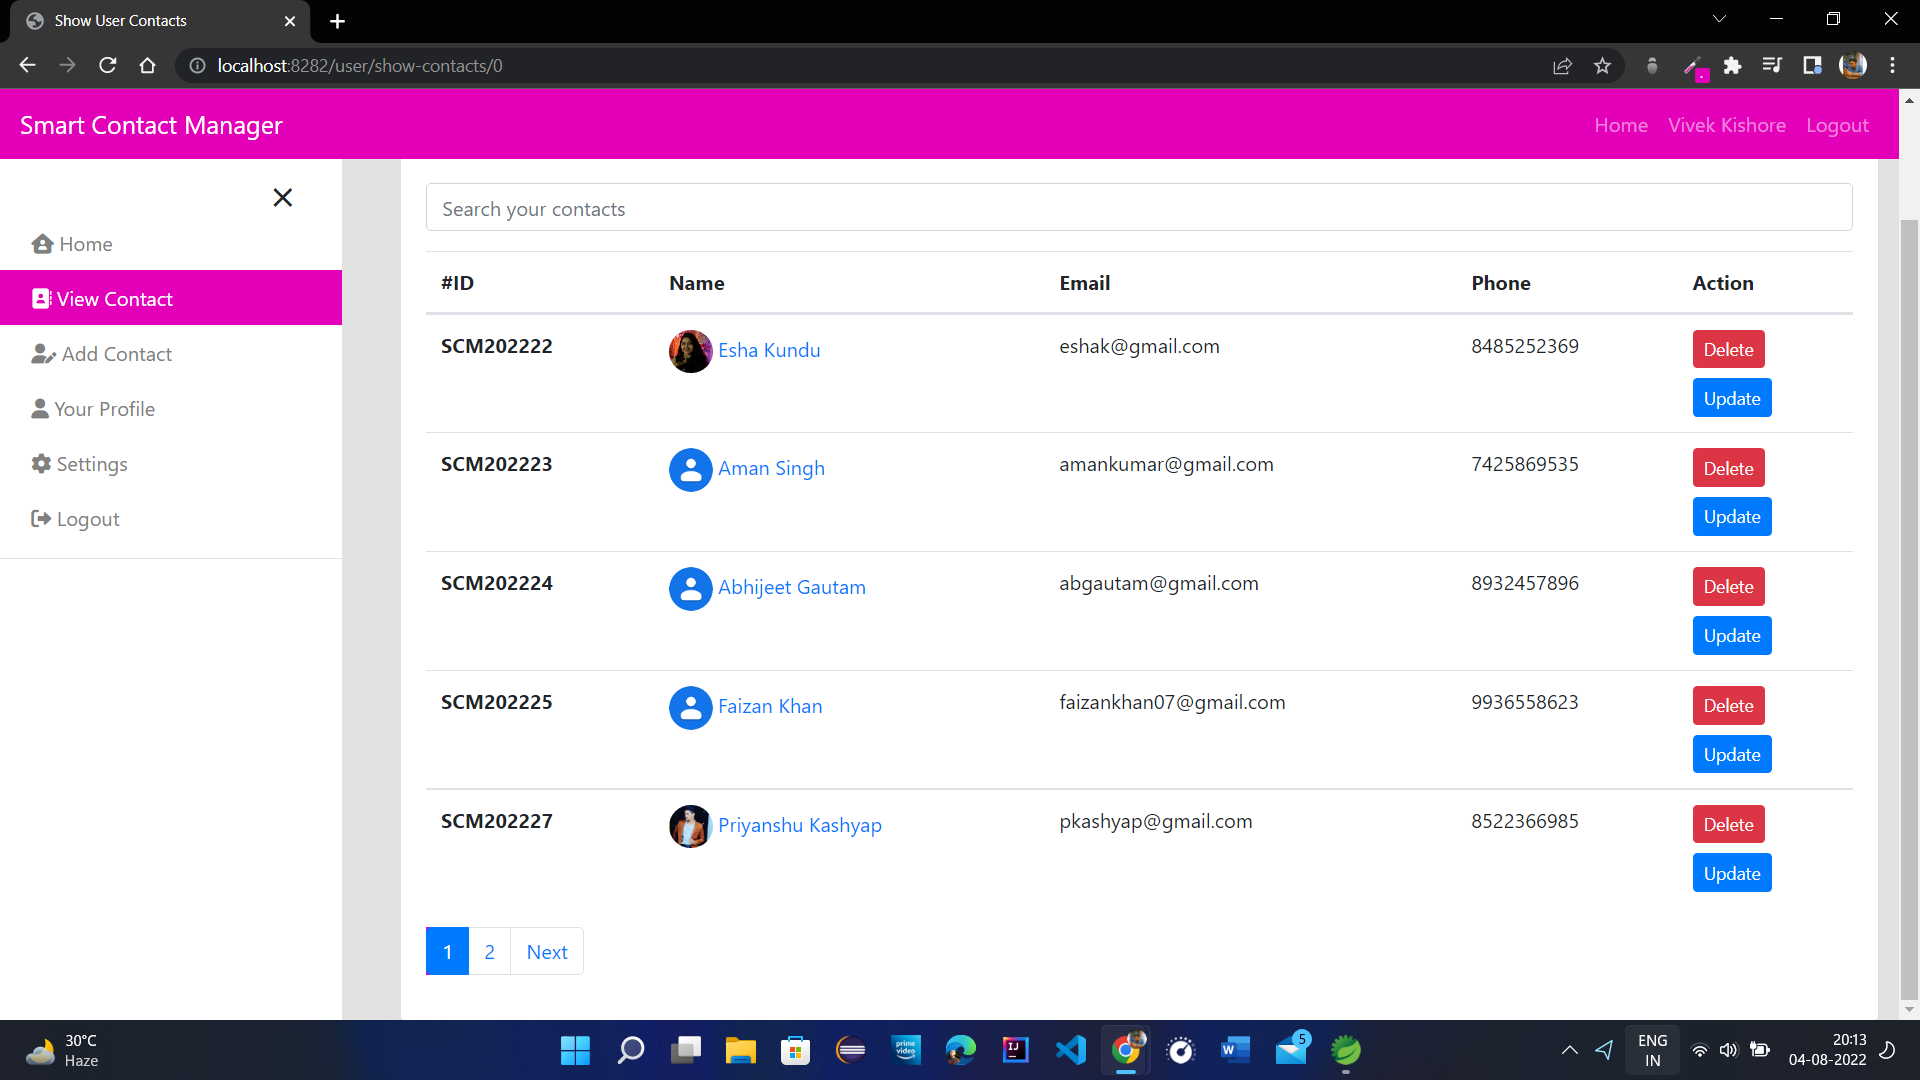 Show User Contacts
localhost:8282/user/show-contacts/0
Smart Contact Manager
Home Vivek Kishore Logout
Home
View Contact
Add Contact
Your Profile
Settings
Logout
Search your contacts
#ID Name Email Phone Action
SCM202222 Esha Kundu eshak@gmail.com 8485252369 Delete
Update
SCM202223 Aman Singh amankumar@gmail.com 7425869535 Delete
Update
SCM202224 Abhijeet Gautam abgautam@gmail.com 8932457896 Delete
Update
SCM202225 Faizan Khan faizankhan07@gmail.com 9936558623 Delete
Update
SCM202227 Priyanshu Kashyap pkashyap@gmail.com 8522366985 Delete
Update
1 2 Next
30°C
Haze
prime video
IJ
W
5
ENG
IN
20:13
04-08-2022